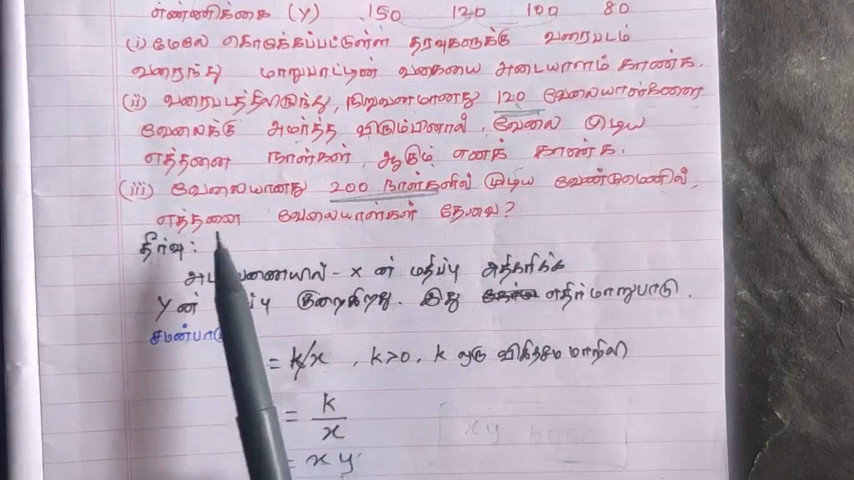 எண்ணிக்கை (y) 150 120 100 80
(i) மேலே கொடுக்கப்பட்டுள்ள தரவுகளுக்கு வரைபடம்
வரைந்து மாறுபாட்டின் வகையை அடையாளம் காண்க.
(ii) வரைபடத்திலிருந்து, நிறுவனமானது 120 வேலையாள்களை
வேலைக்கு அமர்த்த விரும்பினால், வேலை முடிய
எத்தனை நாள்கள், ஆகும் எனக் காண்க.
(iii) வேலையானது 200 நாள்களில் முடிய வேண்டுமெனில்,
எத்தனை வேலையாள்கள் தேவை?
தீர்வு:
x ன் மதிப்பு அதிகரிக்க
y ன் குறைகிறது. இது எதிர்மாறுபாடு.
சமன்பாடு
= k/x , k>0, k ஒரு விகிதசம மாறிலி
= k/x
= xy